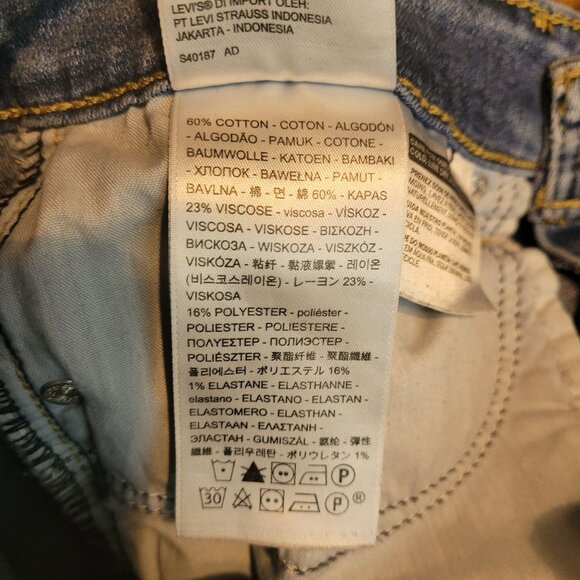 LEVI'S® DI IMPORT OLEH:
PT LEVI STRAUSS INDONESIA
JAKARTA - INDONESIA
S40187 AD
60% COTTON - COTON - ALGODÓN
- ALGODÃO - PAMUK - COTONE -
BAUMWOLLE - KATOEN - BAMBAKI
- ХЛОПОК - BAWEŁNA - PAMUT -
BAVLNA - 棉 - 면 - 綿 60% - KAPAS
23% VISCOSE - viscosa - VİSKOZ -
VISCOSA - VISKOSE - ΒΙΣΚΟΖΗ -
ВИСКОЗА - WISKOZA - VISZKÓZ -
VISKÓZA - 粘纤 - 黏液嫘縈 - 레이온
(비스코스레이온) - レーヨン 23% -
VISKOSA
16% POLYESTER - poliéster -
POLIESTER - POLIESTERE -
ΠΟΛΥΕΣΤΕΡ - ПОЛИЭСТЕР -
POLIÉSZTER - 聚酯纤维 - 聚酯纖維 -
폴리에스터 - ポリエステル 16%
1% ELASTANE - ELASTHANNE -
elastano - ELASTANO - ELASTAN -
ELASTOMERO - ELASTHAN -
ELASTAAN - ΕΛΑΣΤΑΝΗ -
ЭЛАСТАН - GUMISZÁL - 氨纶 - 彈性
纖維 - 폴리우레탄 - ポリウレタン 1%
P
30 P ®